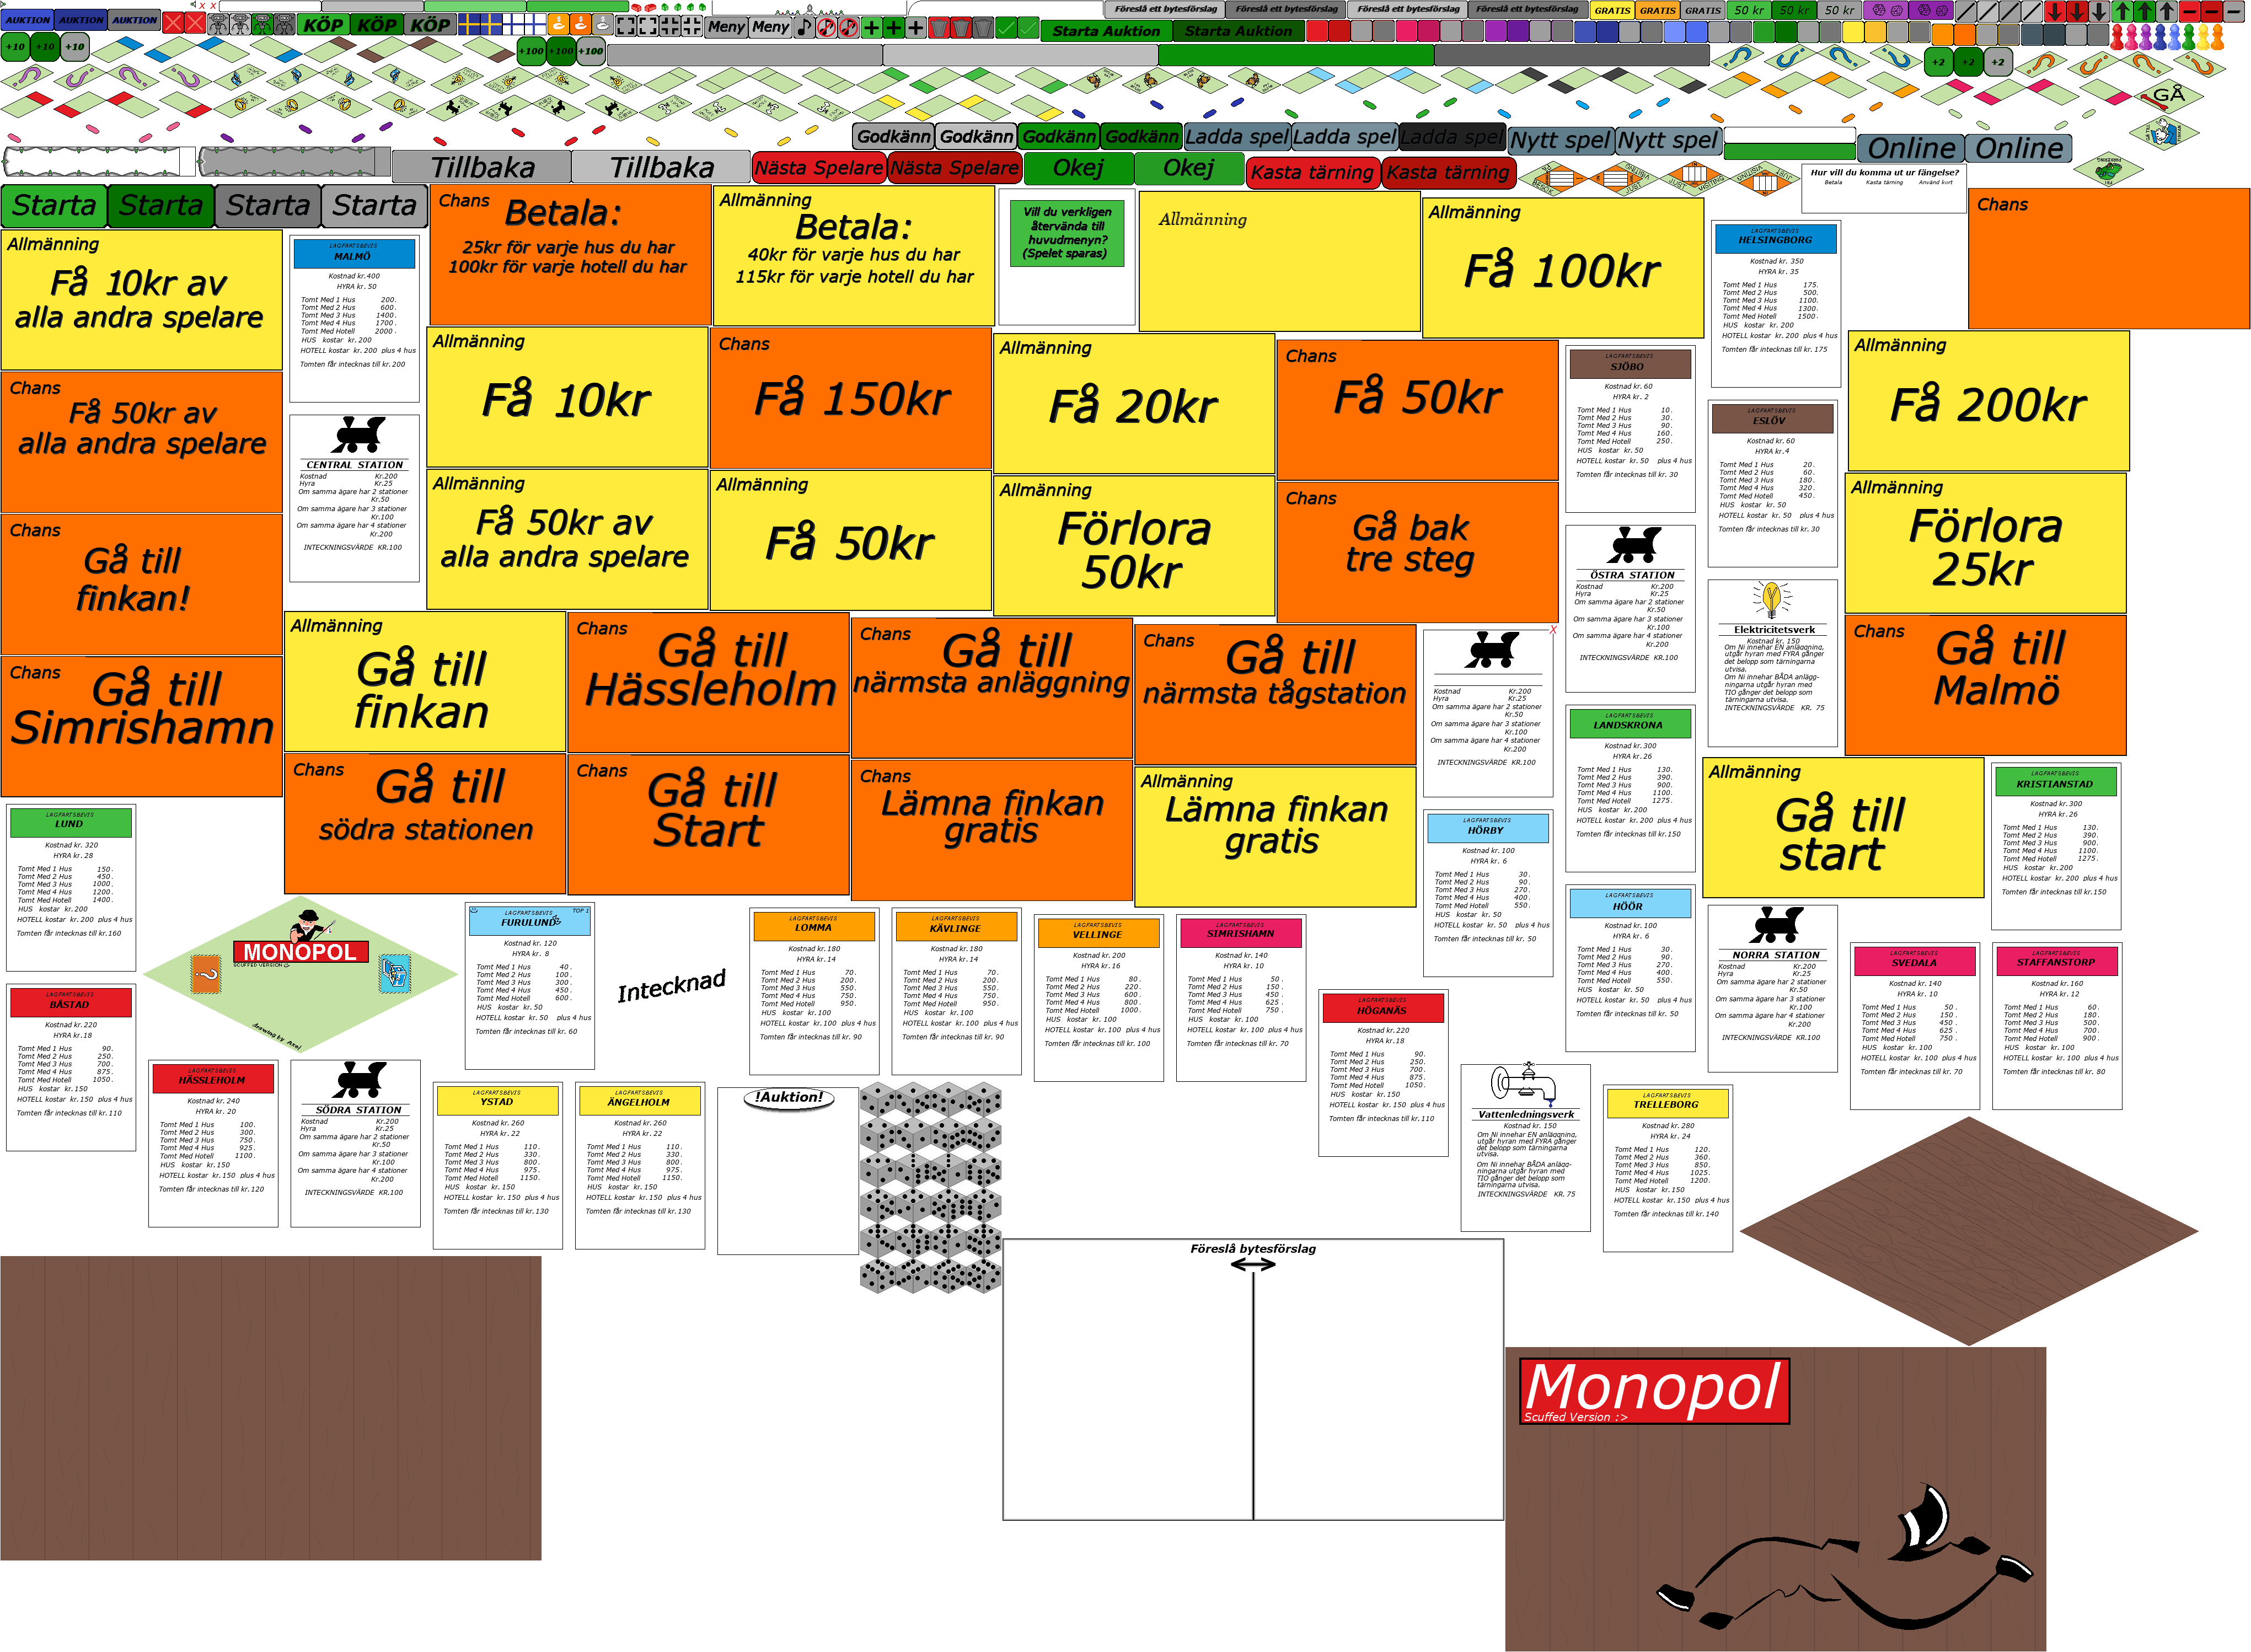 AUKTION
AUKTION
AUKTION
KÖP
KÖP
KÖP
Meny
Meny
Föreslå ett bytesförslag
Föreslå ett bytesförslag
Föreslå ett bytesförslag
Föreslå ett bytesförslag
GRATIS
GRATIS
GRATIS
50 kr
50 kr
50 kr
Starta Auktion
Starta Auktion
+10
+10
+10
+100
+100
+100
+2
+2
+2
GÅ
Godkänn
Godkänn
Godkänn
Godkänn
Ladda spel
Ladda spel
Ladda spel
Nytt spel
Nytt spel
Online
Online
Tillbaka
Tillbaka
Nästa Spelare
Nästa Spelare
Okej
Okej
Kasta tärning
Kasta tärning
Hur vill du komma ut ur fängelse?
Betala Kasta tärning Använd kort
Starta
Starta
Starta
Starta
Chans
Betala:
25kr för varje hus du har
100kr för varje hotell du har
Allmänning
Betala:
40kr för varje hus du har
115kr för varje hotell du har
Vill du verkligen
återvända till
huvudmenyn?
(Spelet sparas)
Allmänning
Allmänning
Få 100kr
Chans
Allmänning
Få 10kr av
alla andra spelare
LAGFARTSBEVIS
MALMÖ
Kostnad kr.400
HYRA kr.50
Tomt Med 1 Hus 200.
Tomt Med 2 Hus 600.
Tomt Med 3 Hus 1400.
Tomt Med 4 Hus 1700.
Tomt Med Hotell 2000.
HUS kostar kr.200
HOTELL kostar kr.200 plus 4 hus
Tomten får intecknas till kr.200
LAGFARTSBEVIS
HELSINGBORG
Kostnad kr. 350
HYRA kr. 35
Tomt Med 1 Hus 175.
Tomt Med 2 Hus 500.
Tomt Med 3 Hus 1100.
Tomt Med 4 Hus 1300.
Tomt Med Hotell 1500.
HUS kostar kr. 200
HOTELL kostar kr. 200 plus 4 hus
Tomten får intecknas till kr.175
Chans
Få 50kr av
alla andra spelare
Allmänning
Få 10kr
Chans
Få 150kr
Allmänning
Få 20kr
Chans
Få 50kr
LAGFARTSBEVIS
SJÖBO
Kostnad kr. 60
HYRA kr. 2
Tomt Med 1 Hus 10.
Tomt Med 2 Hus 30.
Tomt Med 3 Hus 90.
Tomt Med 4 Hus 160.
Tomt Med Hotell 250.
HUS kostar kr. 50
HOTELL kostar kr. 50 plus 4 hus
Tomten får intecknas till kr. 30
LAGFARTSBEVIS
ESLÖV
Kostnad kr. 60
HYRA kr.4
Tomt Med 1 Hus 20.
Tomt Med 2 Hus 60.
Tomt Med 3 Hus 180.
Tomt Med 4 Hus 320.
Tomt Med Hotell 450.
HUS kostar kr. 50
HOTELL kostar kr. 50 plus 4 hus
Tomten får intecknas till kr. 30
Allmänning
Få 200kr
CENTRAL STATION
Kostnad Kr.200
Hyra Kr.25
Om samma ägare har 2 stationer
Kr.50
Om samma ägare har 3 stationer
Kr.100
Om samma ägare har 4 stationer
Kr.200
INTECKNINGSVÄRDE KR.100
Chans
Gå till
finkan!
Allmänning
Få 50kr av
alla andra spelare
Allmänning
Få 50kr
Allmänning
Förlora
50kr
Chans
Gå bak
tre steg
ÖSTRA STATION
Kostnad Kr.200
Hyra Kr.25
Om samma ägare har 2 stationer
Kr.50
Om samma ägare har 3 stationer
Kr.100
Om samma ägare har 4 stationer
Kr.200
INTECKNINGSVÄRDE KR.100
Elektricitetsverk
Kostnad kr. 150
Om Ni innehar EN anläggning,
utgår hyran med FYRA gånger
det belopp som tärningarna
utvisa.
Om Ni innehar BÅDA anlägg-
ningarna utgår hyran med
TIO gånger det belopp som
tärningarna utvisa.
INTECKNINGSVÄRDE KR. 75
Allmänning
Förlora
25kr
Chans
Gå till
Simrishamn
Allmänning
Gå till
finkan
Chans
Gå till
Hässleholm
Chans
Gå till
närmsta anläggning
Chans
Gå till
närmsta tågstation
X
Kostnad Kr.200
Hyra Kr.25
Om samma ägare har 2 stationer
Kr.50
Om samma ägare har 3 stationer
Kr.100
Om samma ägare har 4 stationer
Kr.200
INTECKNINGSVÄRDE KR.100
LAGFARTSBEVIS
LANDSKRONA
Kostnad kr.300
HYRA kr.26
Tomt Med 1 Hus 130.
Tomt Med 2 Hus 390.
Tomt Med 3 Hus 900.
Tomt Med 4 Hus 1100.
Tomt Med Hotell 1275.
HUS kostar kr.200
HOTELL kostar kr.200 plus 4 hus
Tomten får intecknas till kr.150
Chans
Gå till
Malmö
Chans
Gå till
södra stationen
Chans
Gå till
Start
Chans
Lämna finkan
gratis
Allmänning
Lämna finkan
gratis
Allmänning
Gå till
start
LAGFARTSBEVIS
KRISTIANSTAD
Kostnad kr.300
HYRA kr.26
Tomt Med 1 Hus 130.
Tomt Med 2 Hus 390.
Tomt Med 3 Hus 900.
Tomt Med 4 Hus 1100.
Tomt Med Hotell 1275.
HUS kostar kr.200
HOTELL kostar kr.200 plus 4 hus
Tomten får intecknas till kr.150
LAGFARTSBEVIS
LUND
Kostnad kr. 320
HYRA kr.28
Tomt Med 1 Hus 150.
Tomt Med 2 Hus 450.
Tomt Med 3 Hus 1000.
Tomt Med 4 Hus 1200.
Tomt Med Hotell 1400.
HUS kostar kr.200
HOTELL kostar kr.200 plus 4 hus
Tomten får intecknas till kr.160
LAGFARTSBEVIS
HÖRBY
Kostnad kr. 100
HYRA kr. 6
Tomt Med 1 Hus 30.
Tomt Med 2 Hus 90.
Tomt Med 3 Hus 270.
Tomt Med 4 Hus 400.
Tomt Med Hotell 550.
HUS kostar kr. 50
HOTELL kostar kr. 50 plus 4 hus
Tomten får intecknas till kr. 50
LAGFARTSBEVIS
HÖÖR
Kostnad kr.100
HYRA kr. 6
Tomt Med 1 Hus 30.
Tomt Med 2 Hus 90.
Tomt Med 3 Hus 270.
Tomt Med 4 Hus 400.
Tomt Med Hotell 550.
HUS kostar kr. 50
HOTELL kostar kr. 50 plus 4 hus
Tomten får intecknas till kr. 50
MONOPOL
SCUFFED VERSION
drawing by Axel
LAGFARTSBEVIS
TOP 1
FURULUND
Kostnad kr. 120
HYRA kr. 8
Tomt Med 1 Hus 40.
Tomt Med 2 Hus 100.
Tomt Med 3 Hus 300.
Tomt Med 4 Hus 450.
Tomt Med Hotell 600.
HUS kostar kr. 50
HOTELL kostar kr. 50 plus 4 hus
Tomten får intecknas till kr. 60
Intecknad
LAGFARTSBEVIS
LOMMA
Kostnad kr.180
HYRA kr.14
Tomt Med 1 Hus 70.
Tomt Med 2 Hus 200.
Tomt Med 3 Hus 550.
Tomt Med 4 Hus 750.
Tomt Med Hotell 950.
HUS kostar kr.100
HOTELL kostar kr.100 plus 4 hus
Tomten får intecknas till kr. 90
LAGFARTSBEVIS
KÄVLINGE
Kostnad kr.180
HYRA kr.14
Tomt Med 1 Hus 70.
Tomt Med 2 Hus 200.
Tomt Med 3 Hus 550.
Tomt Med 4 Hus 750.
Tomt Med Hotell 950.
HUS kostar kr.100
HOTELL kostar kr.100 plus 4 hus
Tomten får intecknas till kr. 90
LAGFARTSBEVIS
VELLINGE
Kostnad kr. 200
HYRA kr.16
Tomt Med 1 Hus 80.
Tomt Med 2 Hus 220.
Tomt Med 3 Hus 600.
Tomt Med 4 Hus 800.
Tomt Med Hotell 1000.
HUS kostar kr. 100
HOTELL kostar kr.100 plus 4 hus
Tomten får intecknas till kr.100
LAGFARTSBEVIS
SIMRISHAMN
Kostnad kr. 140
HYRA kr. 10
Tomt Med 1 Hus 50.
Tomt Med 2 Hus 150.
Tomt Med 3 Hus 450.
Tomt Med 4 Hus 625.
Tomt Med Hotell 750.
HUS kostar kr.100
HOTELL kostar kr.100 plus 4 hus
Tomten får intecknas till kr. 70
NORRA STATION
Kostnad Kr.200
Hyra Kr.25
Om samma ägare har 2 stationer
Kr.50
Om samma ägare har 3 stationer
Kr.100
Om samma ägare har 4 stationer
Kr.200
INTECKNINGSVÄRDE KR.100
LAGFARTSBEVIS
SVEDALA
Kostnad kr.140
HYRA kr. 10
Tomt Med 1 Hus 50.
Tomt Med 2 Hus 150.
Tomt Med 3 Hus 450.
Tomt Med 4 Hus 625.
Tomt Med Hotell 750.
HUS kostar kr.100
HOTELL kostar kr.100 plus 4 hus
Tomten får intecknas till kr. 70
LAGFARTSBEVIS
STAFFANSTORP
Kostnad kr.160
HYRA kr. 12
Tomt Med 1 Hus 60.
Tomt Med 2 Hus 180.
Tomt Med 3 Hus 500.
Tomt Med 4 Hus 700.
Tomt Med Hotell 900.
HUS kostar kr.100
HOTELL kostar kr.100 plus 4 hus
Tomten får intecknas till kr. 80
LAGFARTSBEVIS
BÅSTAD
Kostnad kr.220
HYRA kr.18
Tomt Med 1 Hus 90.
Tomt Med 2 Hus 250.
Tomt Med 3 Hus 700.
Tomt Med 4 Hus 875.
Tomt Med Hotell 1050.
HUS kostar kr.150
HOTELL kostar kr.150 plus 4 hus
Tomten får intecknas till kr.110
LAGFARTSBEVIS
HÖGANÄS
Kostnad kr.220
HYRA kr.18
Tomt Med 1 Hus 90.
Tomt Med 2 Hus 250.
Tomt Med 3 Hus 700.
Tomt Med 4 Hus 875.
Tomt Med Hotell 1050.
HUS kostar kr.150
HOTELL kostar kr.150 plus 4 hus
Tomten får intecknas till kr.110
LAGFARTSBEVIS
HÄSSLEHOLM
Kostnad kr.240
HYRA kr. 20
Tomt Med 1 Hus 100.
Tomt Med 2 Hus 300.
Tomt Med 3 Hus 750.
Tomt Med 4 Hus 925.
Tomt Med Hotell 1100.
HUS kostar kr.150
HOTELL kostar kr.150 plus 4 hus
Tomten får intecknas till kr.120
SÖDRA STATION
Kostnad Kr.200
Hyra Kr.25
Om samma ägare har 2 stationer
Kr.50
Om samma ägare har 3 stationer
Kr.100
Om samma ägare har 4 stationer
Kr.200
INTECKNINGSVÄRDE KR.100
LAGFARTSBEVIS
YSTAD
Kostnad kr.260
HYRA kr. 22
Tomt Med 1 Hus 110.
Tomt Med 2 Hus 330.
Tomt Med 3 Hus 800.
Tomt Med 4 Hus 975.
Tomt Med Hotell 1150.
HUS kostar kr.150
HOTELL kostar kr.150 plus 4 hus
Tomten får intecknas till kr.130
LAGFARTSBEVIS
ÄNGELHOLM
Kostnad kr.260
HYRA kr. 22
Tomt Med 1 Hus 110.
Tomt Med 2 Hus 330.
Tomt Med 3 Hus 800.
Tomt Med 4 Hus 975.
Tomt Med Hotell 1150.
HUS kostar kr.150
HOTELL kostar kr.150 plus 4 hus
Tomten får intecknas till kr.130
!Auktion!
Vattenledningsverk
Kostnad kr. 150
Om Ni innehar EN anläggning,
utgår hyran med FYRA gånger
det belopp som tärningarna
utvisa.
Om Ni innehar BÅDA anlägg-
ningarna utgår hyran med
TIO gånger det belopp som
tärningarna utvisa.
INTECKNINGSVÄRDE KR. 75
LAGFARTSBEVIS
TRELLEBORG
Kostnad kr. 280
HYRA kr. 24
Tomt Med 1 Hus 120.
Tomt Med 2 Hus 360.
Tomt Med 3 Hus 850.
Tomt Med 4 Hus 1025.
Tomt Med Hotell 1200.
HUS kostar kr.150
HOTELL kostar kr.150 plus 4 hus
Tomten får intecknas till kr.140
Föreslå bytesförslag
Monopol
Scuffed Version :>